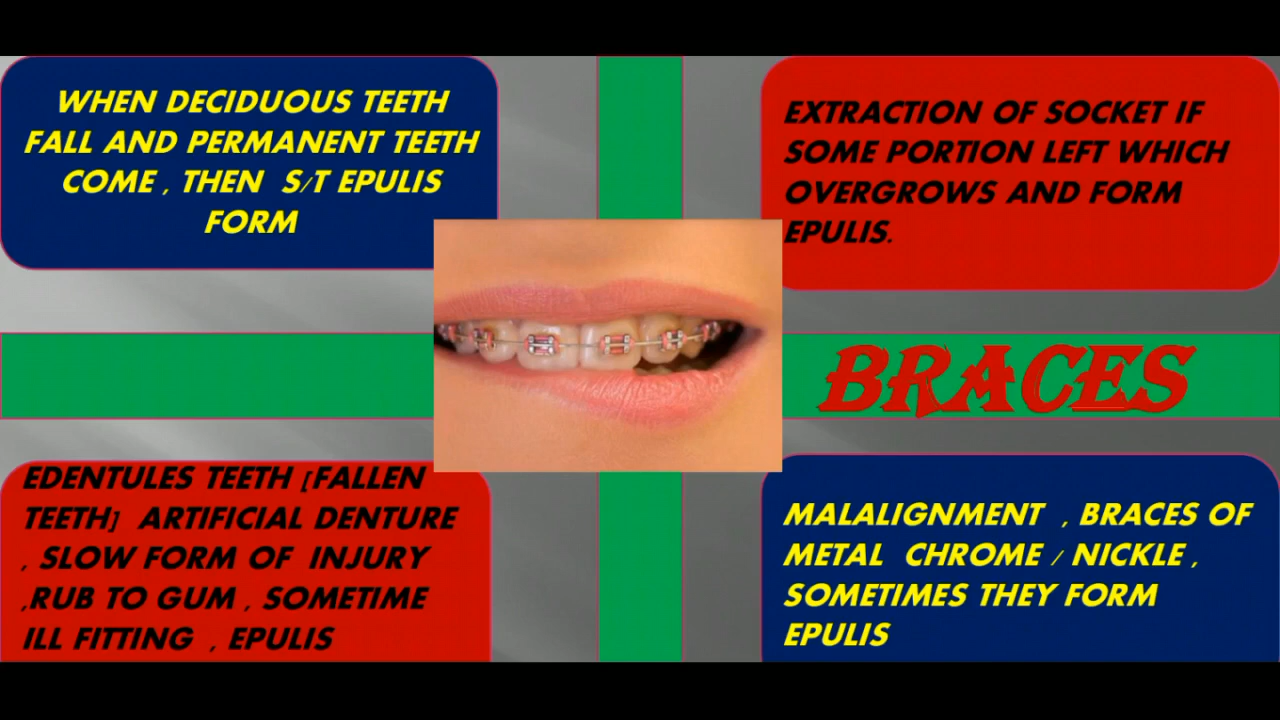 WHEN DECIDUOUS TEETH
FALL AND PERMANENT TEETH
COME , THEN S/T EPULIS
FORM
EXTRACTION OF SOCKET IF
SOME PORTION LEFT WHICH
OVERGROWS AND FORM
EPULIS.
BRACES
EDENTULES TEETH [FALLEN
TEETH] ARTIFICIAL DENTURE
, SLOW FORM OF INJURY
,RUB TO GUM , SOMETIME
ILL FITTING , EPULIS
MALALIGNMENT , BRACES OF
METAL CHROME / NICKLE ,
SOMETIMES THEY FORM
EPULIS